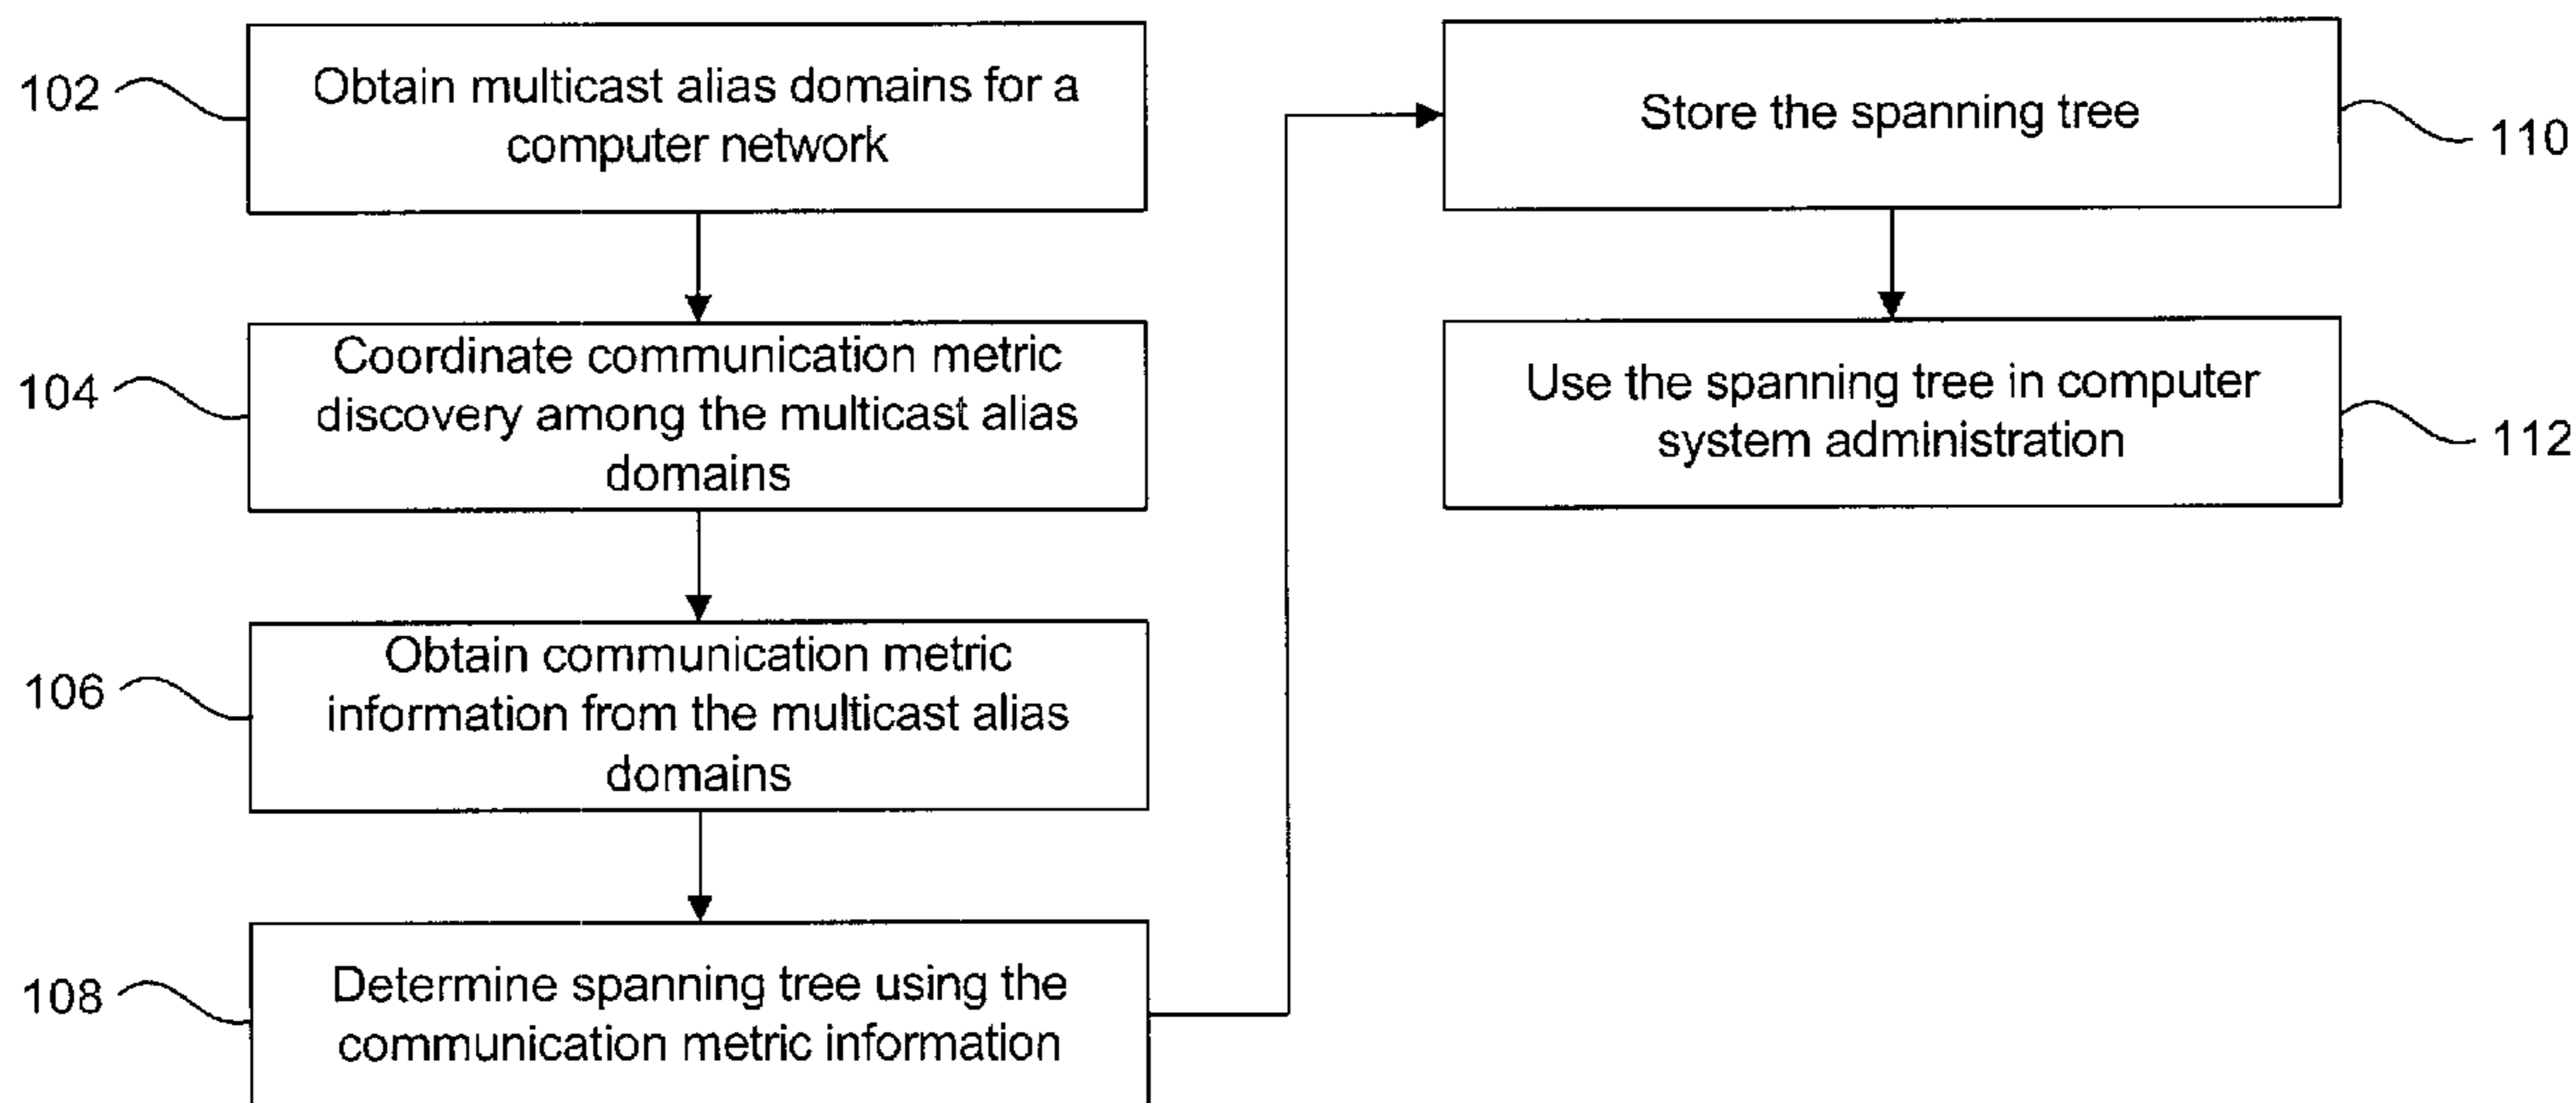 102
Obtain multicast alias domains for a
computer network
104
Coordinate communication metric
discovery among the multicast alias
domains
106
Obtain communication metric
information from the multicast alias
domains
108
Determine spanning tree using the
communication metric information
Store the spanning tree
110
Use the spanning tree in computer
system administration
112